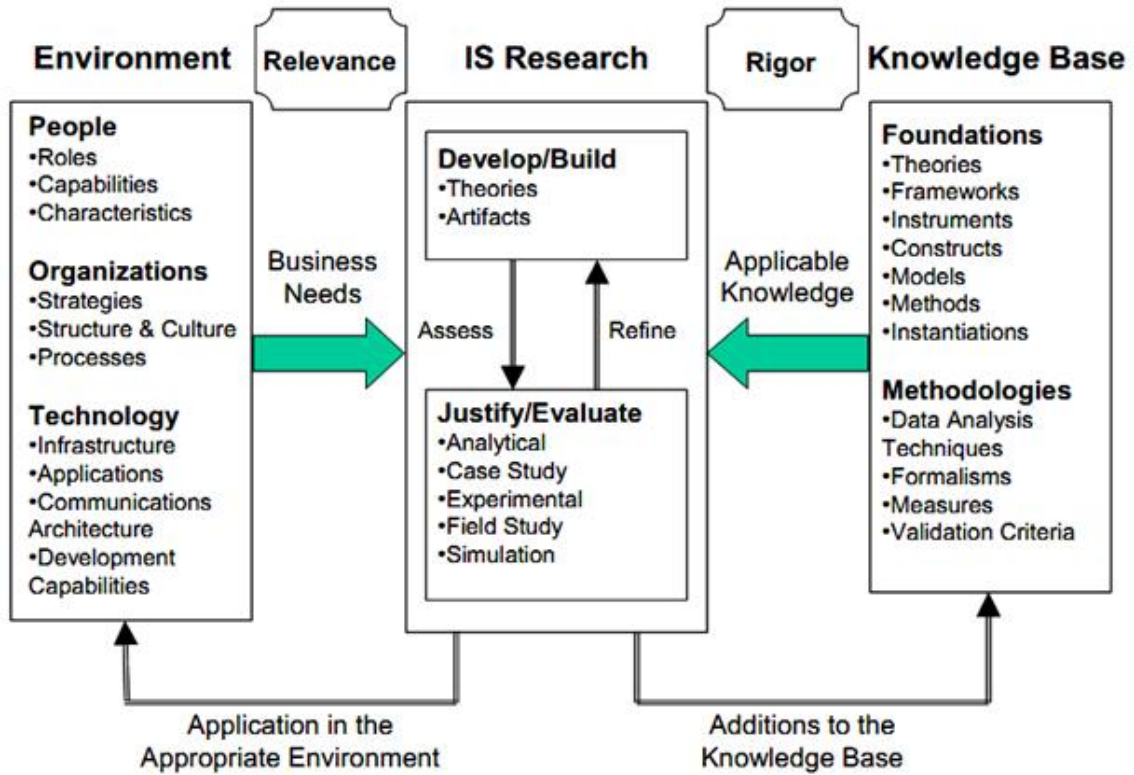 Environment
Relevance
IS Research
Rigor
Knowledge Base
People
•Roles
•Capabilities
•Characteristics
Organizations
•Strategies
•Structure & Culture
•Processes
Technology
•Infrastructure
•Applications
•Communications
Architecture
•Development
Capabilities
Business
Needs
Develop/Build
•Theories
•Artifacts
Assess
Refine
Justify/Evaluate
•Analytical
•Case Study
•Experimental
•Field Study
•Simulation
Applicable
Knowledge
Foundations
•Theories
•Frameworks
•Instruments
•Constructs
•Models
•Methods
•Instantiations
Methodologies
•Data Analysis
Techniques
•Formalisms
•Measures
•Validation Criteria
Application in the
Appropriate Environment
Additions to the
Knowledge Base